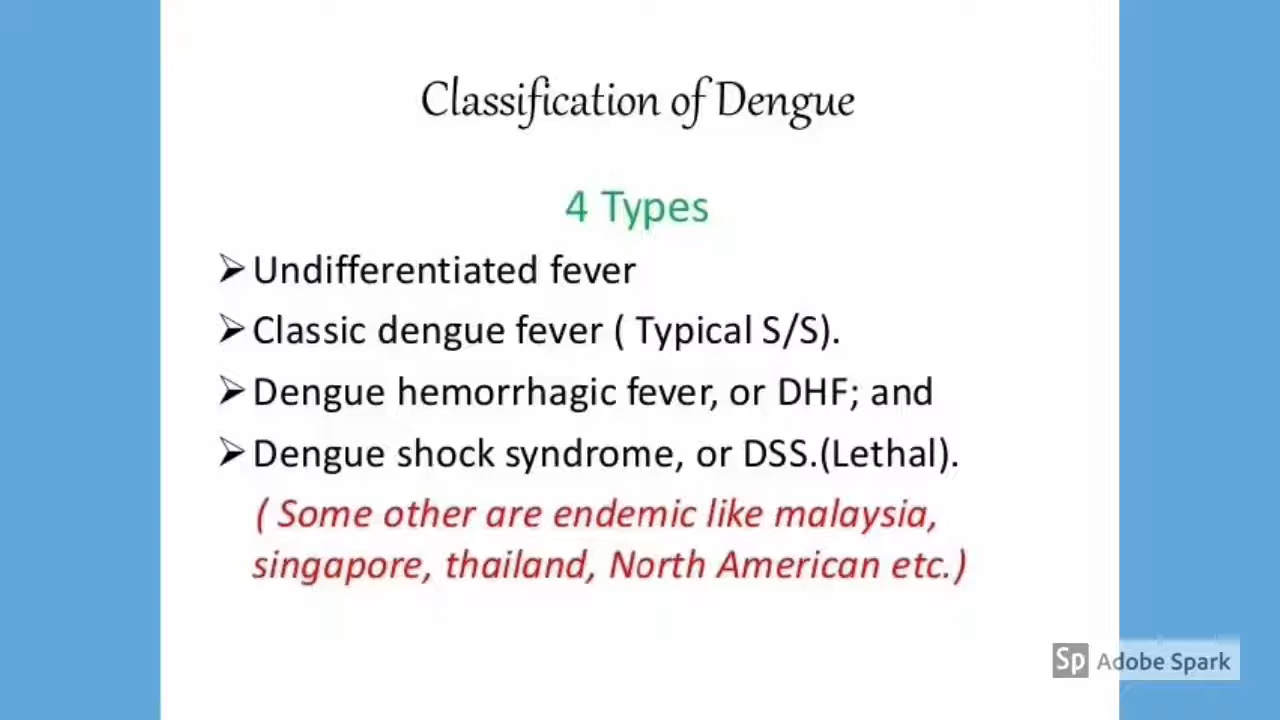 Classification of Dengue
4 Types
➢Undifferentiated fever
➢Classic dengue fever ( Typical S/S).
➢Dengue hemorrhagic fever, or DHF; and
➢Dengue shock syndrome, or DSS.(Lethal).
( Some other are endemic like malaysia,
singapore, thailand, North American etc.)
Sp Adobe Spark